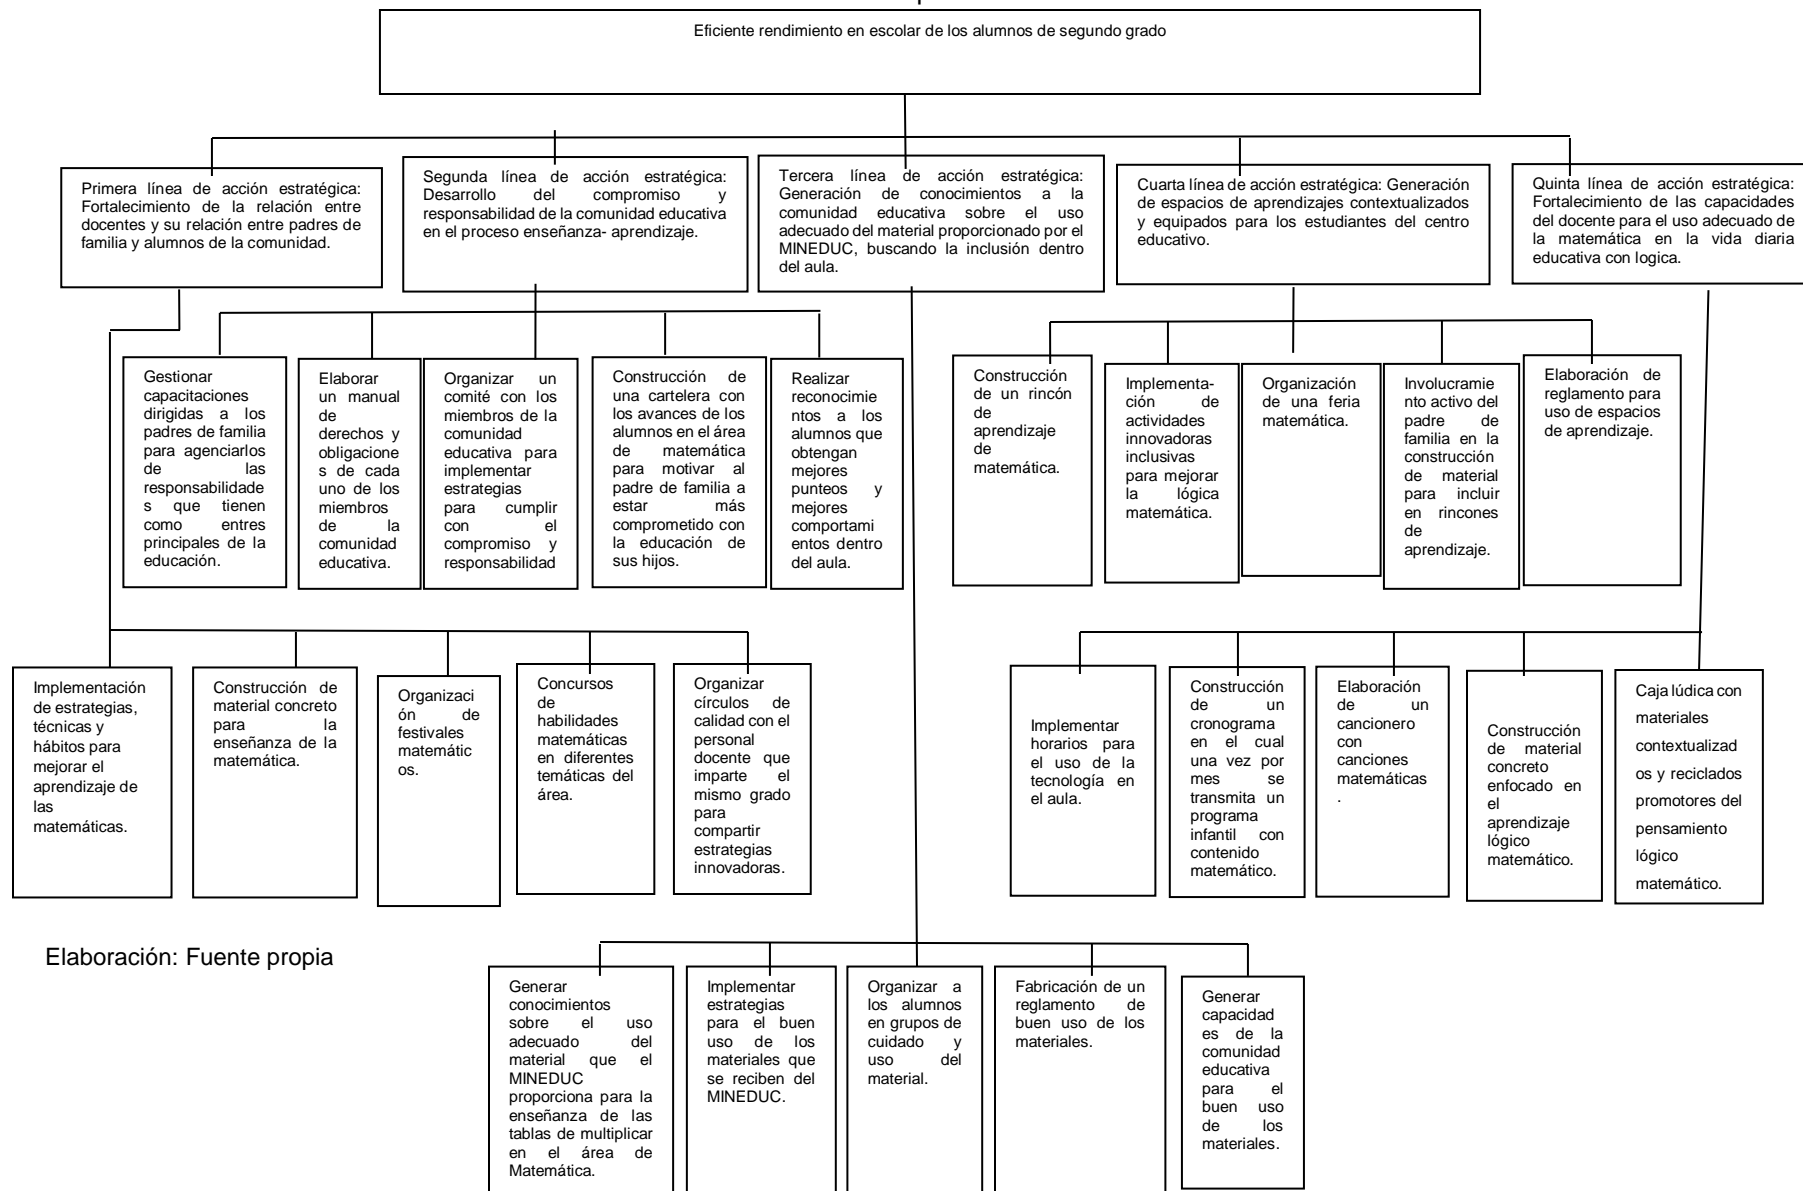 Eficiente rendimiento en escolar de los alumnos de segundo grado
Primera línea de acción estratégica:
Fortalecimiento de la relación entre
docentes y su relación entre padres de
familia y alumnos de la comunidad.
Segunda línea de acción estratégica:
Desarrollo del compromiso y
responsabilidad de la comunidad educativa
en el proceso enseñanza- aprendizaje.
Tercera línea de acción estratégica:
Generación de conocimientos a la
comunidad educativa sobre el uso
adecuado del material proporcionado por el
MINEDUC, buscando la inclusión dentro
del aula.
Cuarta línea de acción estratégica: Generación
de espacios de aprendizajes contextualizados
y equipados para los estudiantes del centro
educativo.
Quinta línea de acción estratégica:
Fortalecimiento de las capacidades
del docente para el uso adecuado de
la matemática en la vida diaria
educativa con logica.
Gestionar
capacitaciones
dirigidas a los
padres de familia
para agenciarlos
de las
responsabilidade
s que tienen
como entres
principales de la
educación.
Elaborar
un manual
de
derechos y
obligacione
s de cada
uno de los
miembros
de la
comunidad
educativa.
Organizar un
comité con los
miembros de la
comunidad
educativa para
implementar
estrategias
para cumplir
con el
compromiso y
responsabilidad
Construcción de
una cartelera con
los avances de los
alumnos en el área
de matemática
para motivar al
padre de familia a
estar más
comprometido con
la educación de
sus hijos.
Realizar
reconocimie
ntos a los
alumnos que
obtengan
mejores
punteos y
mejores
comportami
entos dentro
del aula.
Construcción
de un rincón
de
aprendizaje
de
matemática.
Implementa-
ción de
actividades
innovadoras
inclusivas
para mejorar
la lógica
matemática.
Organización
de una feria
matemática.
Involucramie
nto activo del
padre de
familia en la
construcción
de material
para incluir
en rincones
de
aprendizaje.
Elaboración de
reglamento para
uso de espacios
de aprendizaje.
Implementación
de estrategias,
técnicas y
hábitos para
mejorar el
aprendizaje de
las
matemáticas.
Construcción de
material concreto
para la
enseñanza de la
matemática.
Organizaci
ón de
festivales
matemátic
os.
Concursos
de
habilidades
matemáticas
en diferentes
temáticas del
área.
Organizar
círculos de
calidad con el
personal
docente que
imparte el
mismo grado
para
compartir
estrategias
innovadoras.
Implementar
horarios para
el uso de la
tecnología en
el aula.
Construcción
de un
cronograma
en el cual
una vez por
mes se
transmita un
programa
infantil con
contenido
matemático.
Elaboración
de un
cancionero
con
canciones
matemáticas
.
Construcción
de material
concreto
enfocado en
el
aprendizaje
lógico
matemático.
Caja lúdica con
materiales
contextualizad
os y reciclados
promotores del
pensamiento
lógico
matemático.
Elaboración: Fuente propia
Generar
conocimientos
sobre el uso
adecuado del
material que el
MINEDUC
proporciona para la
enseñanza de las
tablas de multiplicar
en el área de
Matemática.
Implementar
estrategias
para el buen
uso de los
materiales que
se reciben del
MINEDUC.
Organizar a
los alumnos
en grupos de
cuidado y
uso del
material.
Fabricación de un
reglamento de
buen uso de los
materiales.
Generar
capacidad
es de la
comunidad
educativa
para el
buen uso
de los
materiales.